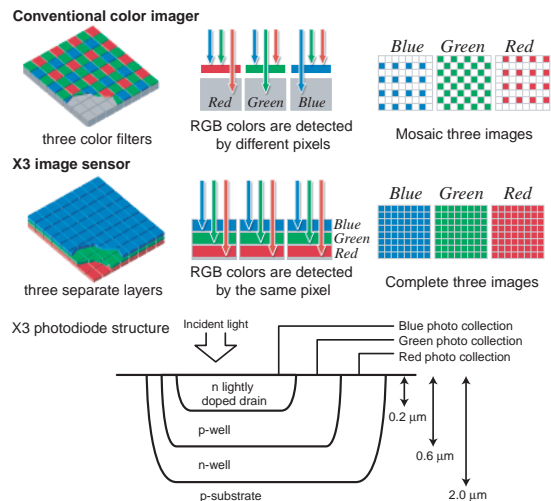 Conventional color imager
Blue Green Red
Red Green Blue
three color filters
RGB colors are detected
by different pixels
Mosaic three images
X3 image sensor
Blue Green Red
Blue
Green
Red
three separate layers
RGB colors are detected
by the same pixel
Complete three images
X3 photodiode structure
Incident light
Blue photo collection
Green photo collection
Red photo collection
n lightly
doped drain
0.2 μm
p-well
0.6 μm
n-well
2.0 μm
p-substrate